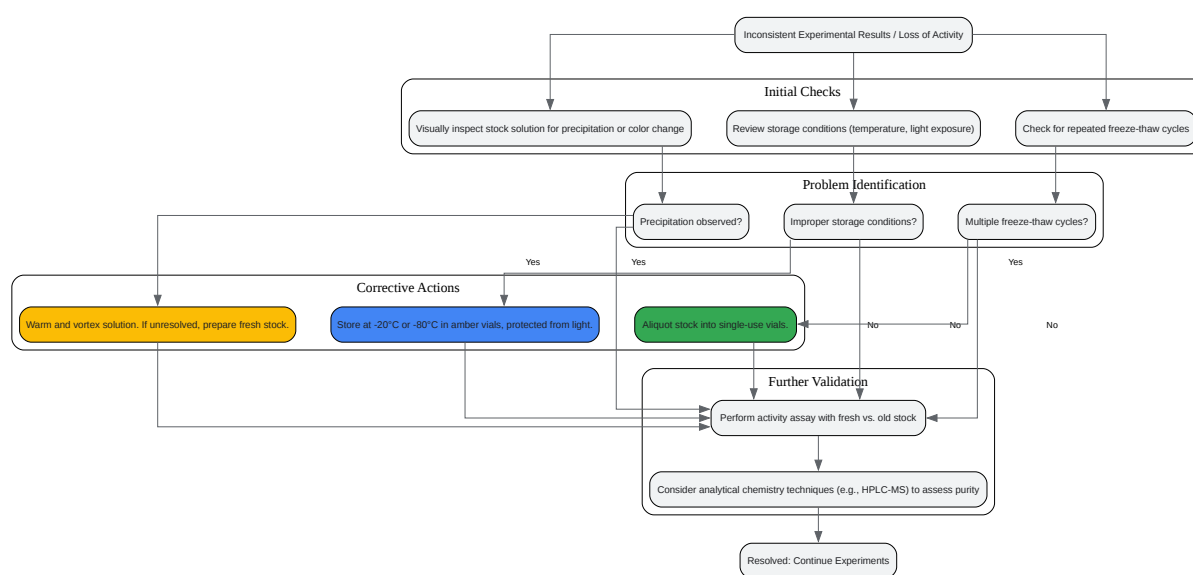 Inconsistent Experimental Results / Loss of Activity
Initial Checks
Visually inspect stock solution for precipitation or color change
Review storage conditions (temperature, light exposure)
Check for repeated freeze-thaw cycles
Problem Identification
Precipitation observed?
Improper storage conditions?
Multiple freeze-thaw cycles?
Yes
Yes
Yes
Corrective Actions
Warm and vortex solution. If unresolved, prepare fresh stock.
Store at -20°C or -80°C in amber vials, protected from light.
Aliquot stock into single-use vials.
No
No
No
Further Validation
Perform activity assay with fresh vs. old stock
Consider analytical chemistry techniques (e.g., HPLC-MS) to assess purity
Resolved: Continue Experiments